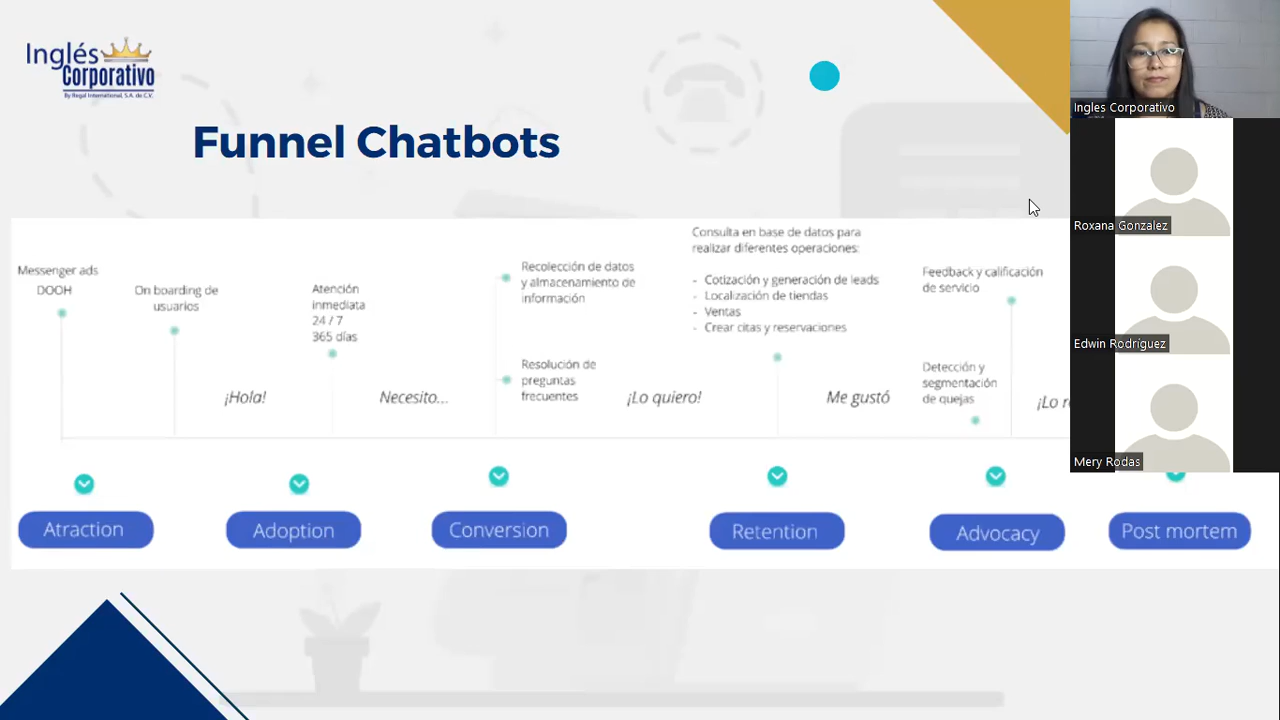 Inglés
Corporativo
By Regal International, S.A. de C.V.
Funnel Chatbots
Messenger ads
DOOH
On boarding de
usuarios
¡Hola!
Atención
inmediata
24 / 7
365 días
Necesito...
Recolección de datos
y almacenamiento de
información
Resolución de
preguntas
frecuentes
¡Lo quiero!
Consulta en base de datos para
realizar diferentes operaciones:
- Cotización y generación de leads
- Localización de tiendas
- Ventas
- Crear citas y reservaciones
Me gustó
Feedback y calificación
de servicio
Detección y
segmentación
de quejas
¡Lo
Atraction
Adoption
Conversion
Retention
Advocacy
Post mortem
Ingles Corporativo
Roxana Gonzalez
Edwin Rodríguez
Mery Rodas